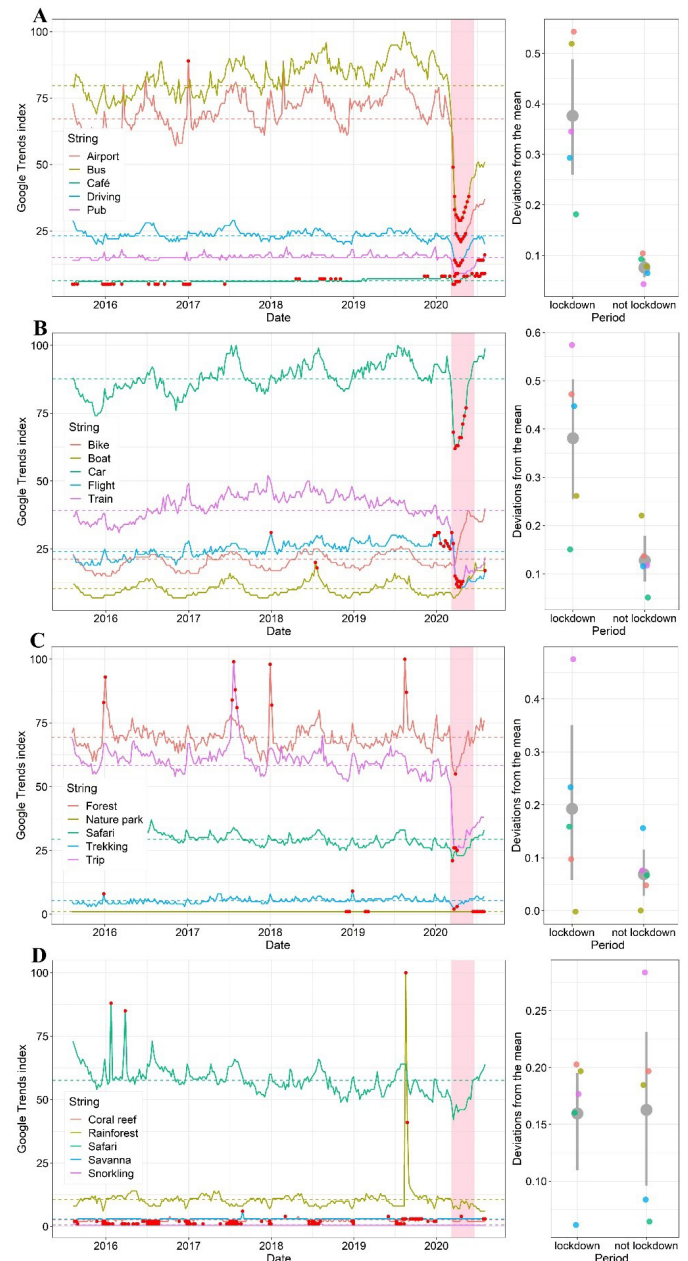 A
100
75
50
25
Google Trends index
String
Airport
Bus
Café
Driving
Pub
2016 2017 2018 2019 2020
Date
0.5
0.4
0.3
0.2
0.1
Deviations from the mean
lockdown not lockdown
Period
B
100
75
50
25
Google Trends index
String
Bike
Boat
Car
Flight
Train
2016 2017 2018 2019 2020
Date
0.6
0.5
0.4
0.3
0.2
0.1
Deviations from the mean
lockdown not lockdown
Period
C
100
75
50
25
0
Google Trends index
String
Forest
Nature park
Safari
Trekking
Trip
2016 2017 2018 2019 2020
Date
0.4
0.3
0.2
0.1
0.0
Deviations from the mean
lockdown not lockdown
Period
D
100
75
50
25
0
Google Trends index
String
Coral reef
Rainforest
Safari
Savanna
Snorkling
2016 2017 2018 2019 2020
Date
0.25
0.20
0.15
0.10
Deviations from the mean
lockdown not lockdown
Period